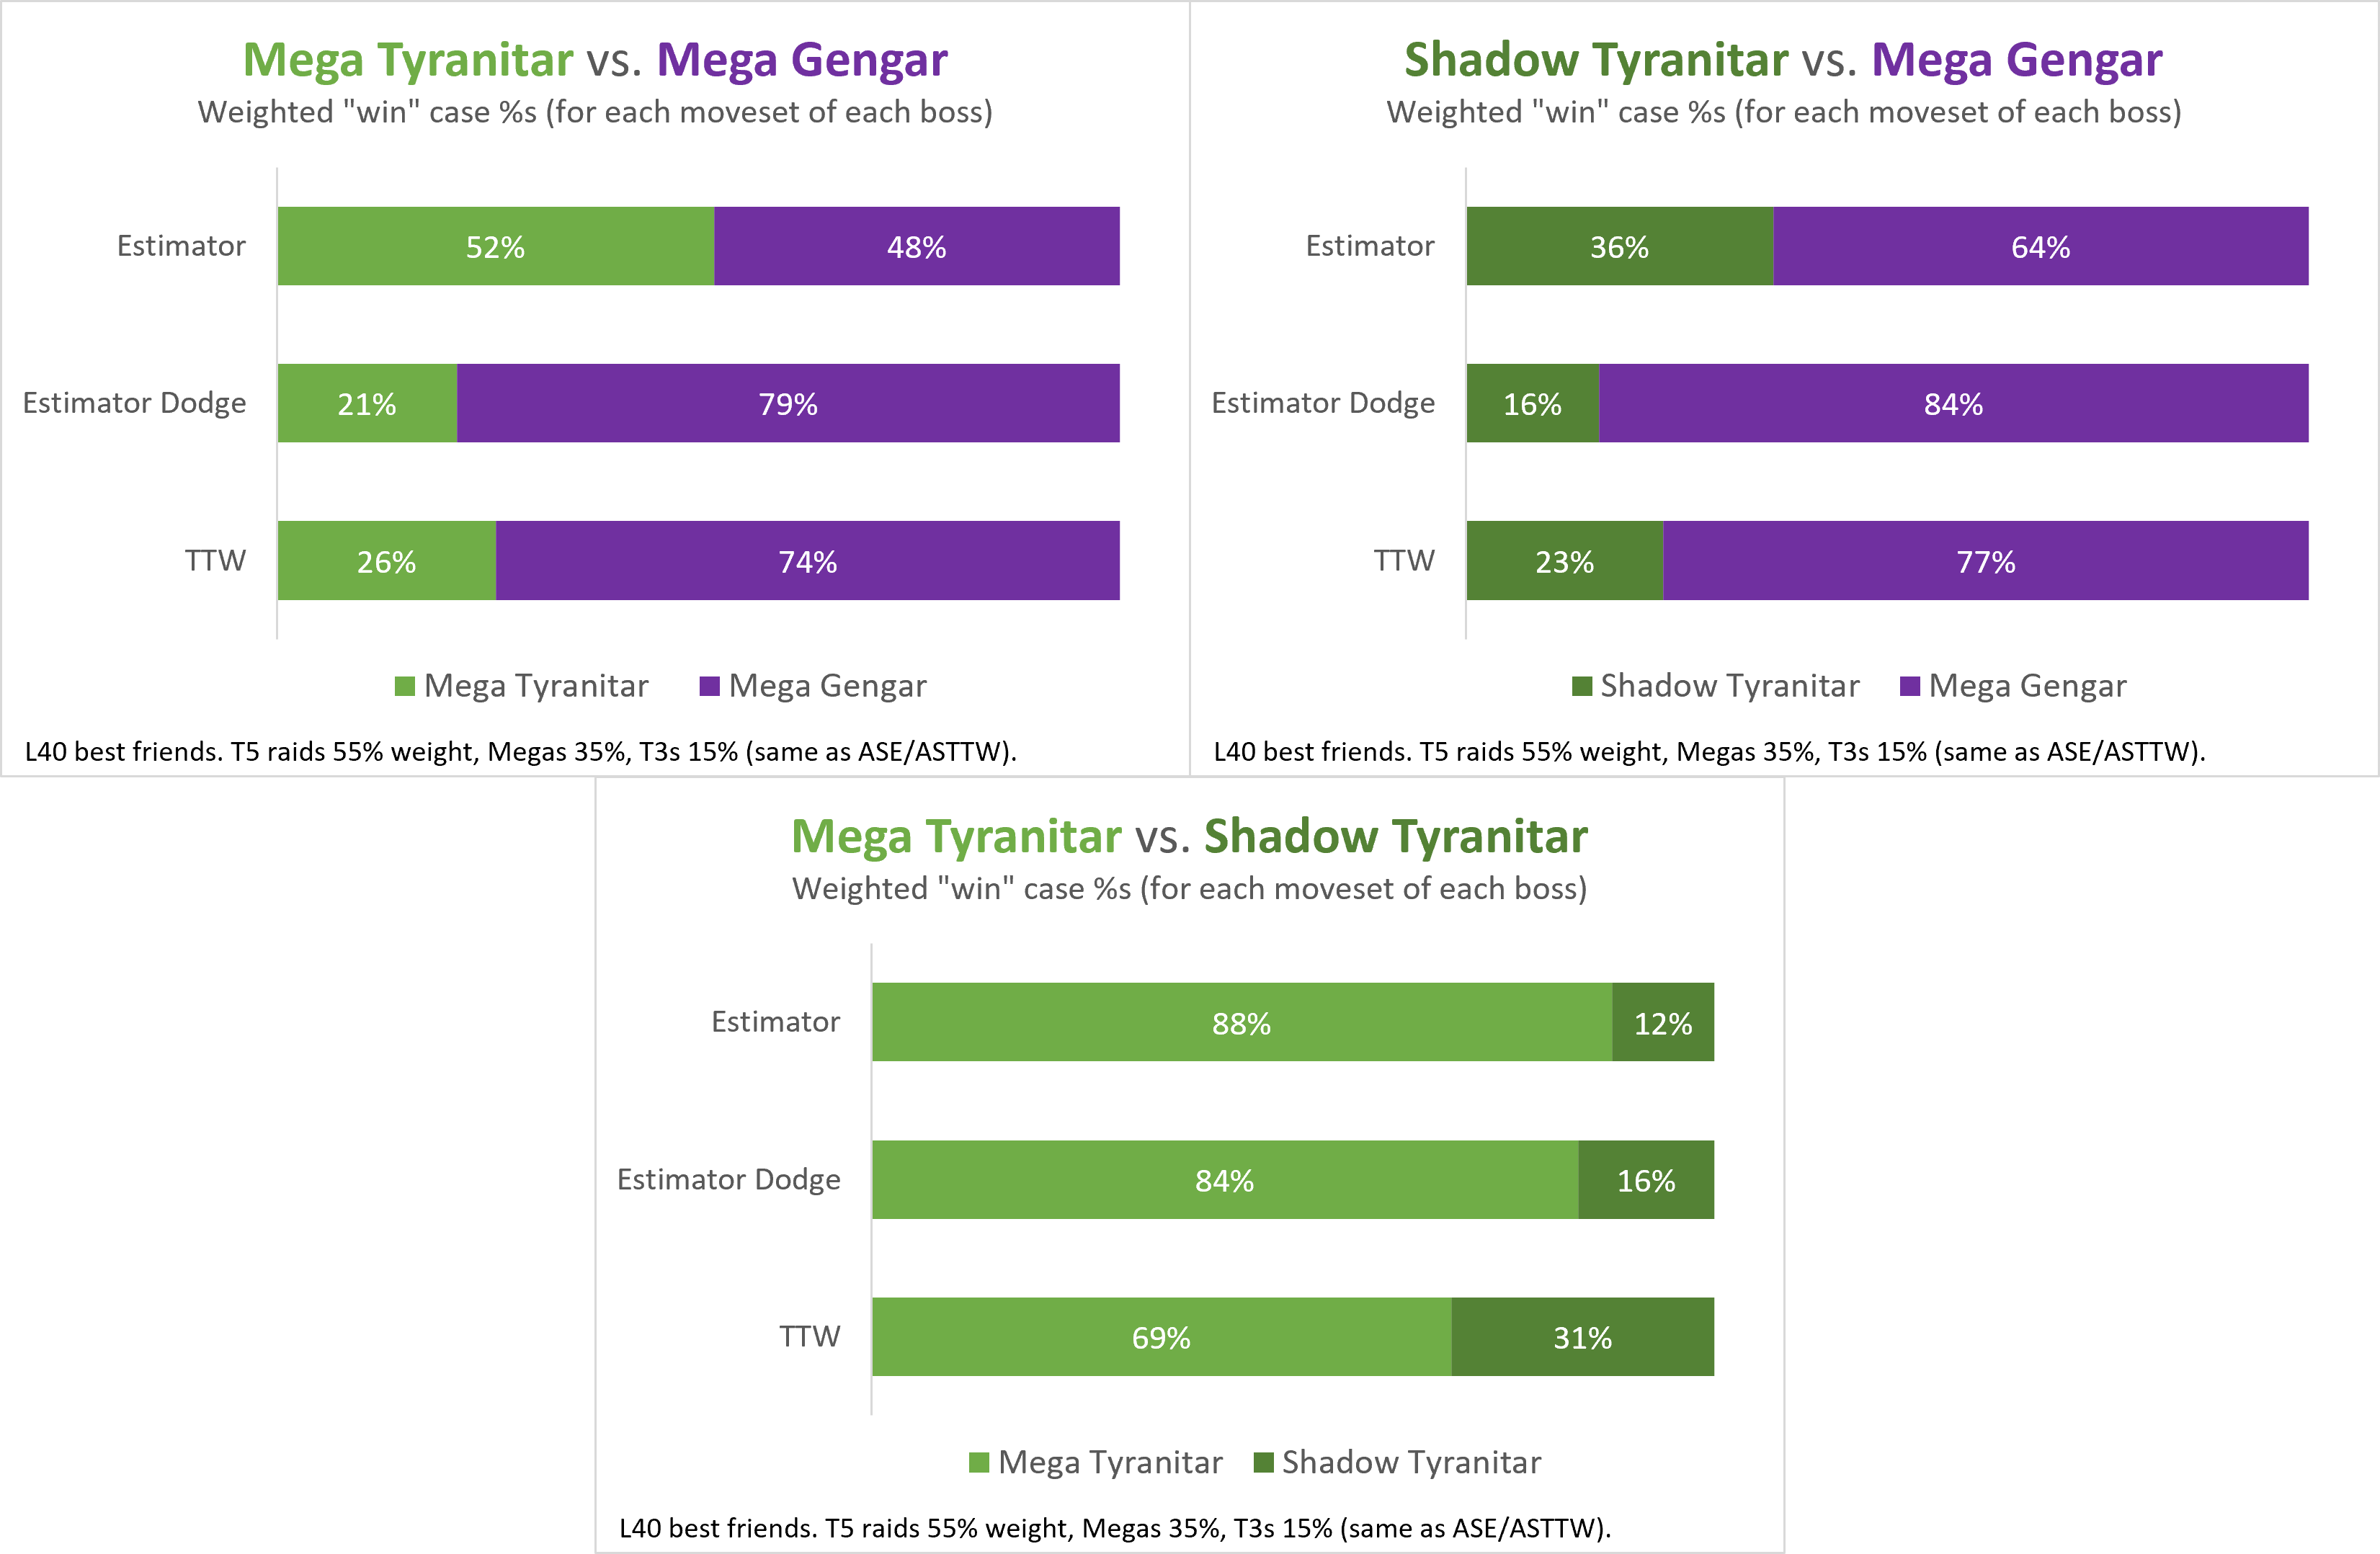 Mega Tyranitar vs. Mega Gengar
Weighted "win" case %s (for each moveset of each boss)
Estimator
52%
48%
Estimator Dodge
21%
79%
TTW
26%
74%
Mega Tyranitar
Mega Gengar
L40 best friends. T5 raids 55% weight, Megas 35%, T3s 15% (same as ASE/ASTTW).
Shadow Tyranitar vs. Mega Gengar
Weighted "win" case %s (for each moveset of each boss)
Estimator
36%
64%
Estimator Dodge
16%
84%
TTW
23%
77%
Shadow Tyranitar
Mega Gengar
L40 best friends. T5 raids 55% weight, Megas 35%, T3s 15% (same as ASE/ASTTW).
Mega Tyranitar vs. Shadow Tyranitar
Weighted "win" case %s (for each moveset of each boss)
Estimator
88%
12%
Estimator Dodge
84%
16%
TTW
69%
31%
Mega Tyranitar
Shadow Tyranitar
L40 best friends. T5 raids 55% weight, Megas 35%, T3s 15% (same as ASE/ASTTW).